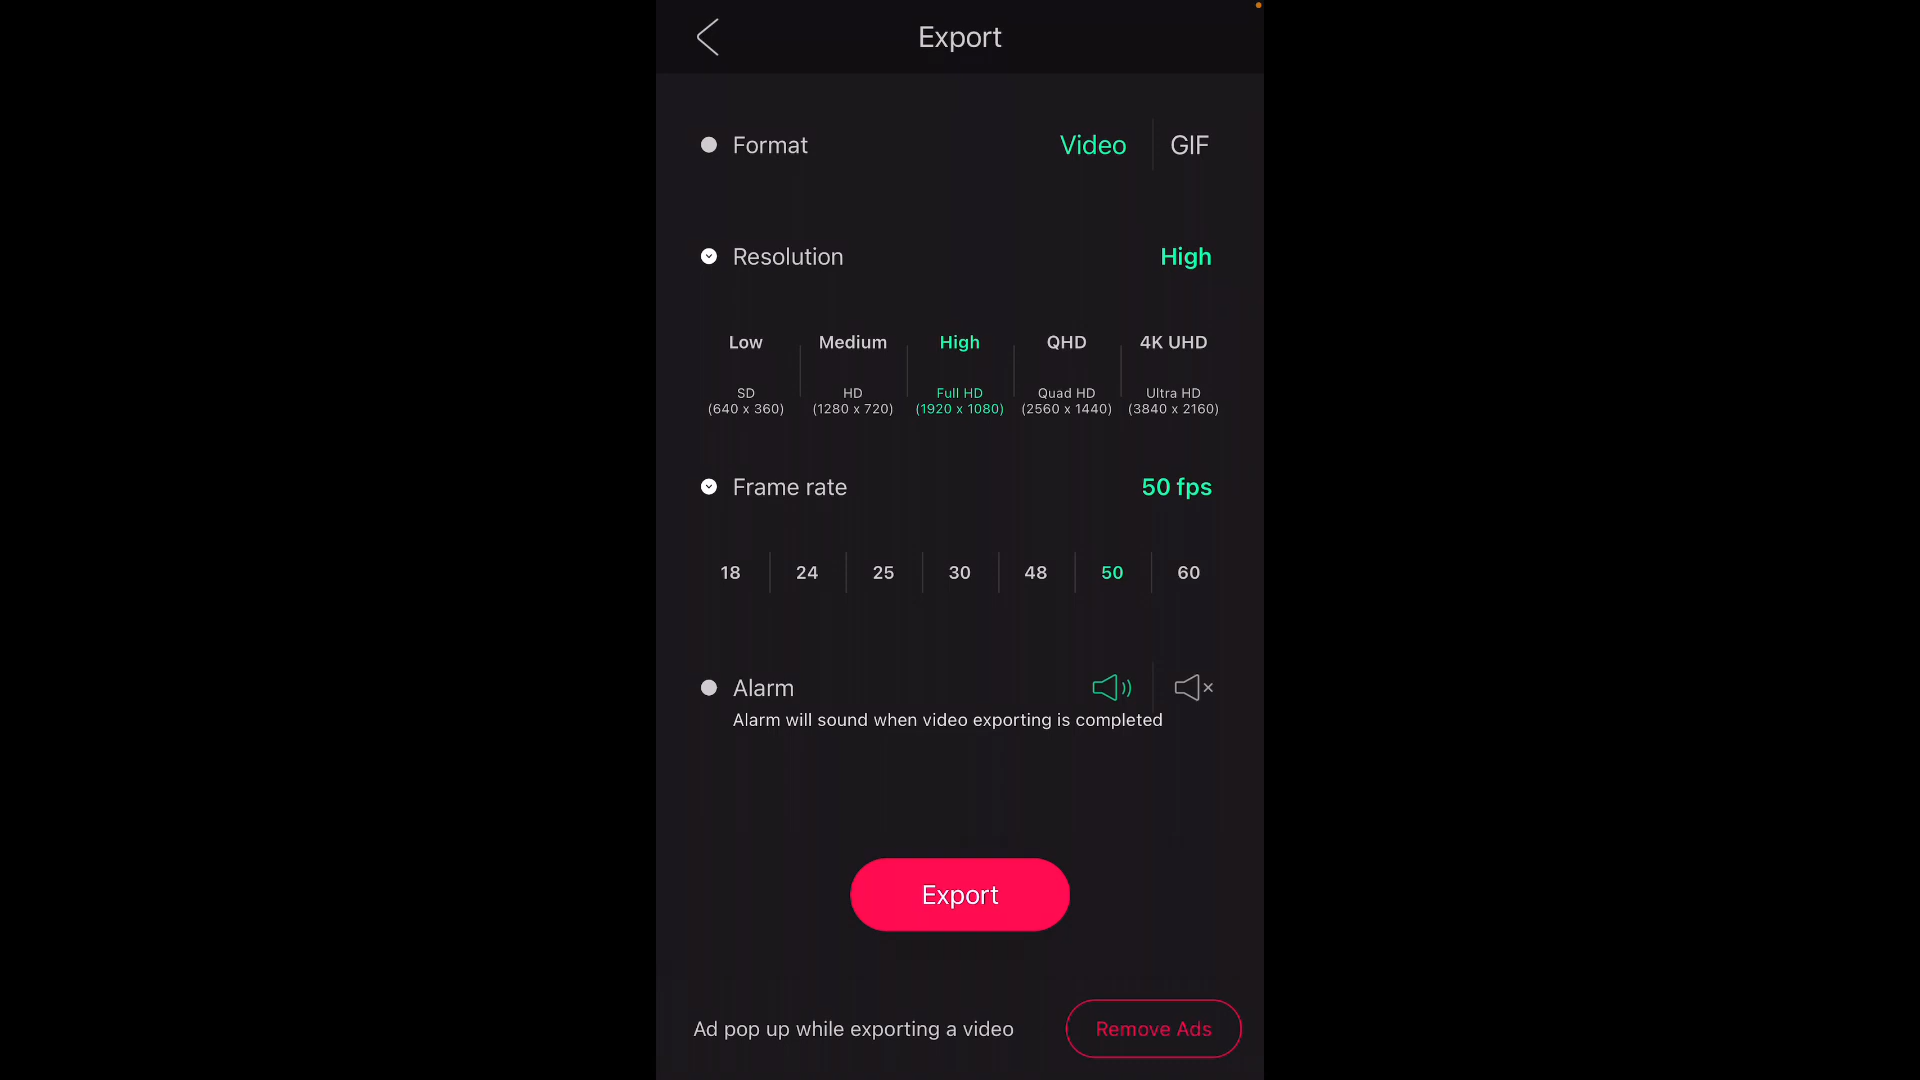 Export
Format Video GIF
Resolution High
Low Medium High QHD 4K UHD
SD HD Full HD Quad HD Ultra HD
(640 x 360) (1280 x 720) (1920 x 1080) (2560 x 1440) (3840 x 2160)
Frame rate 50 fps
18 24 25 30 48 50 60
Alarm
Alarm will sound when video exporting is completed
Export
Ad pop up while exporting a video Remove Ads